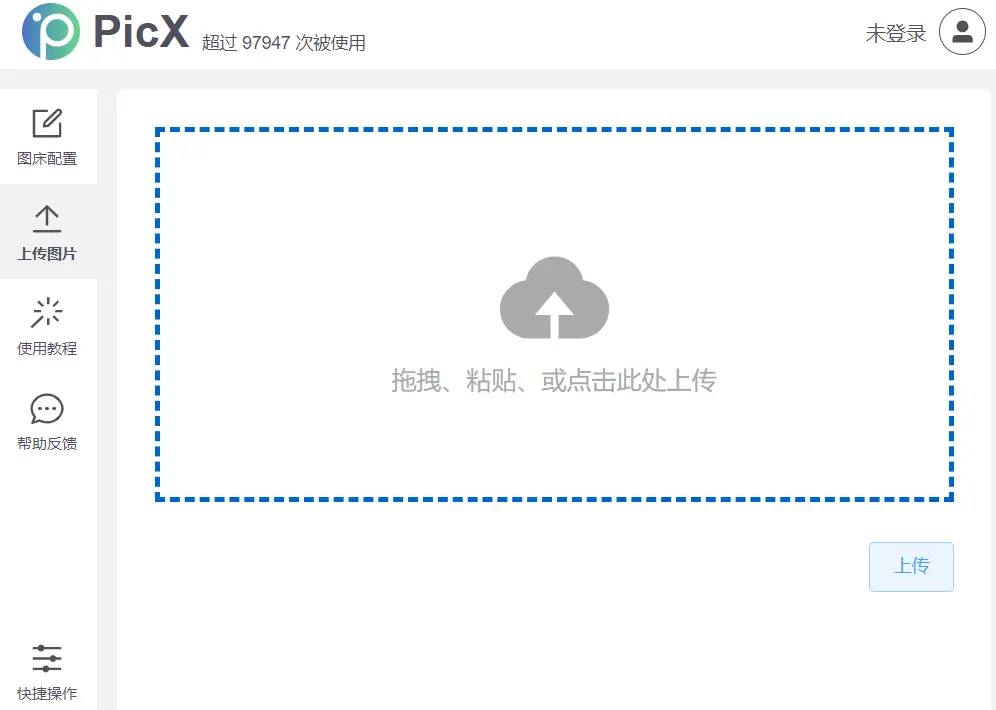 PicX 超过 97947 次被使用
未登录
图床配置
上传图片
使用教程
帮助反馈
快捷操作
拖拽、粘贴、或点击此处上传
上传